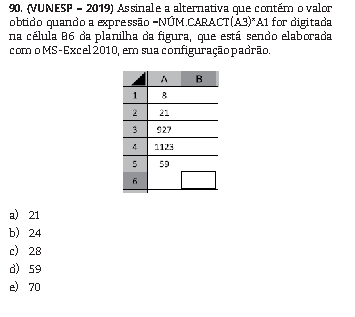 90. (VUNESP – 2019) Assinale a alternativa que contém o valor
obtido quando a expressão =NÚM.CARACT(A3)*A1 for digitada
na célula B6 da planilha da figura, que está sendo elaborada
com o MS-Excel 2010, em sua configuração padrão.
A B
1 8
2 21
3 927
4 1123
5 59
6
a) 21
b) 24
c) 28
d) 59
e) 70